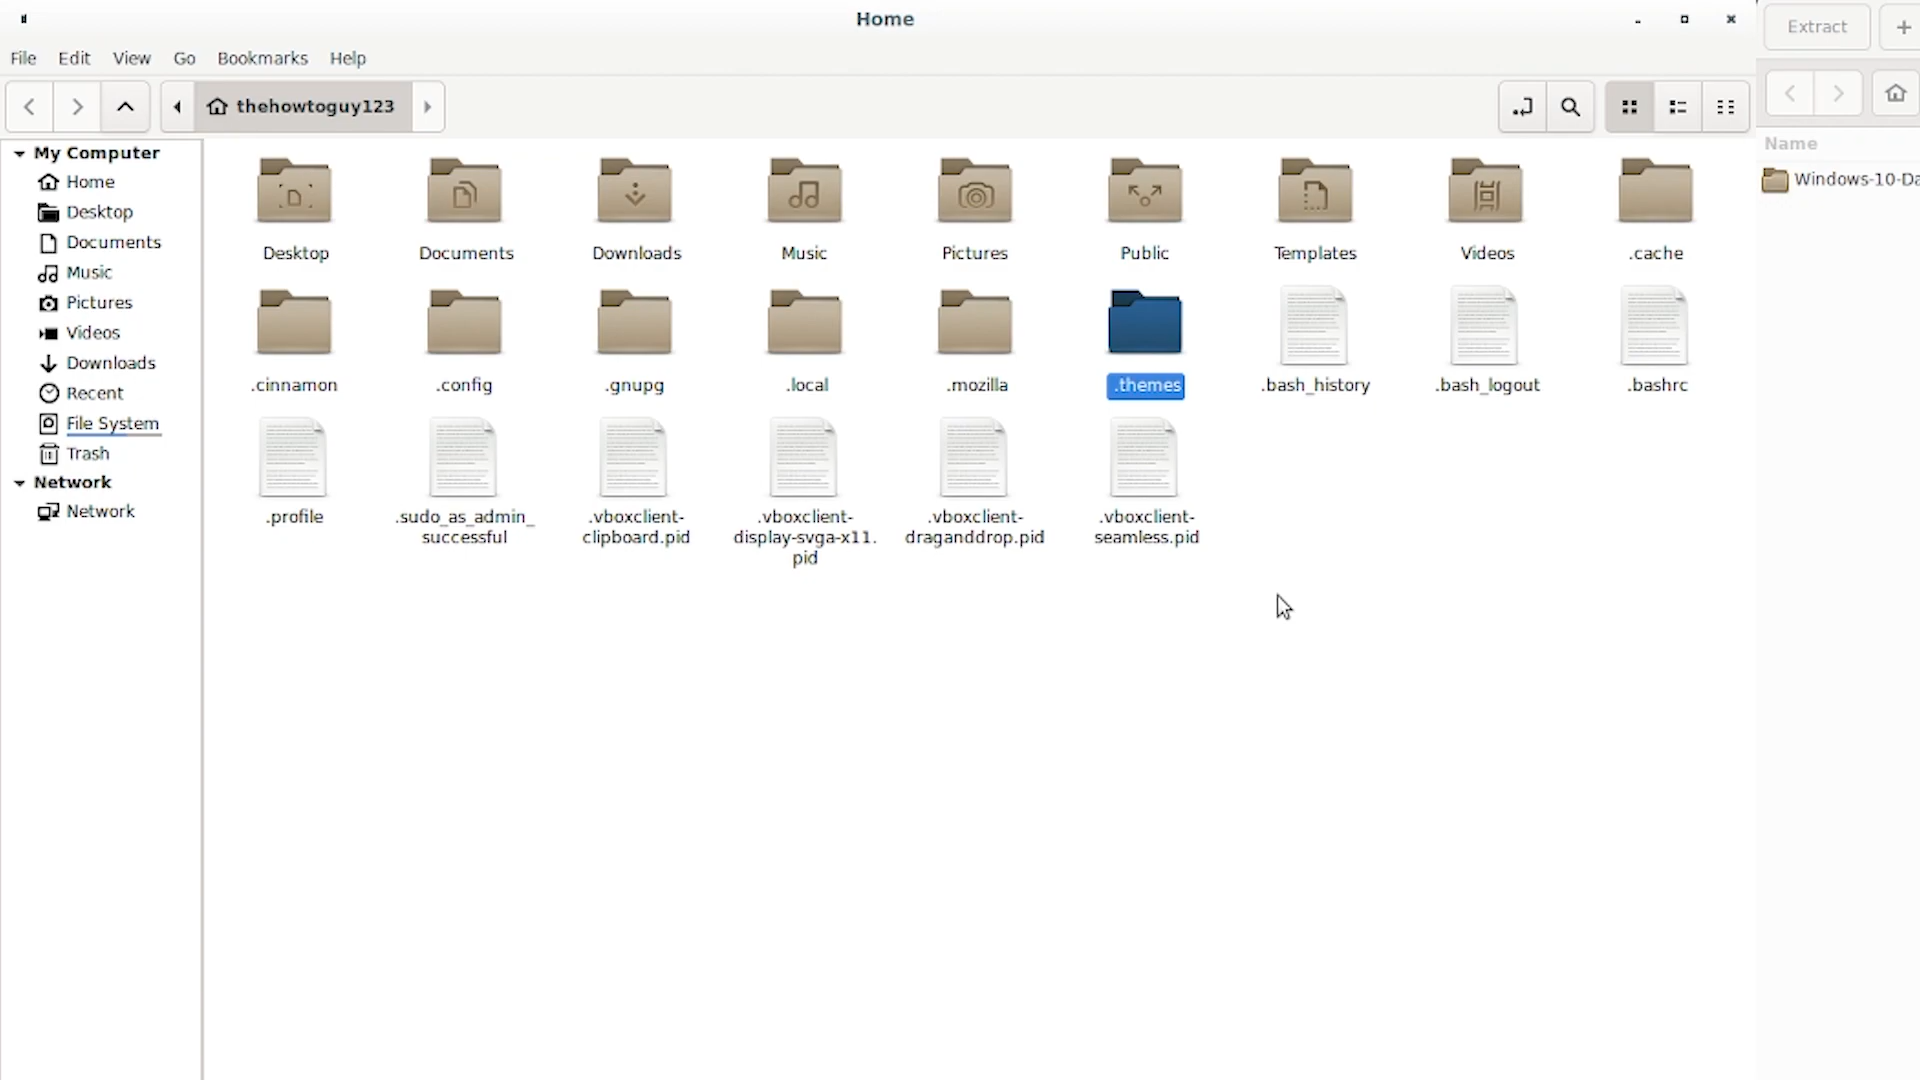 Home
Extract
File Edit View Go Bookmarks Help
thehowtoguy123
My Computer
Home
Desktop
Documents
Music
Pictures
Videos
Downloads
Recent
File System
Trash
Network
Network
Desktop Documents Downloads Music Pictures Public Templates Videos .cache
.cinnamon .config .gnupg .local .mozilla .themes .bash_history .bash_logout .bashrc
.profile .sudo_as_admin_ .vboxclient- .vboxclient- .vboxclient- .vboxclient-
successful clipboard.pid display-svga-x11. draganddrop.pid seamless.pid
pid
Name
Windows-10-Da